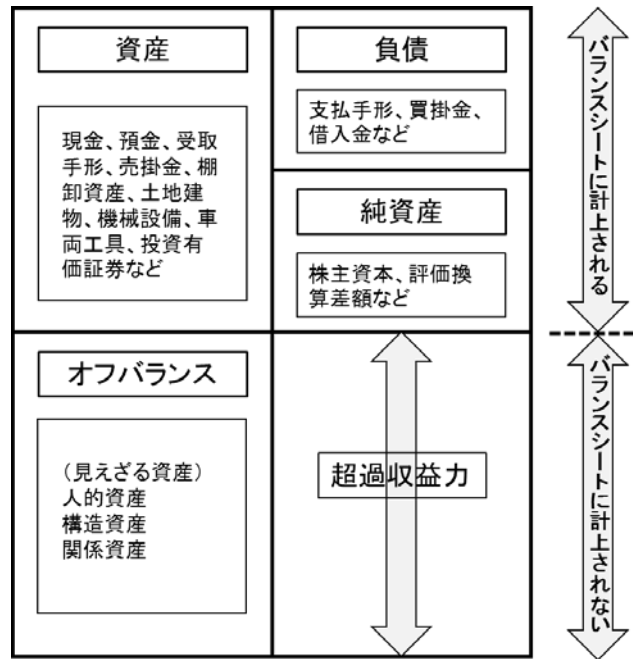 資産
現金、預金、受取
手形、売掛金、棚
卸資産、土地建
物、機械設備、車
両工具、投資有
価証券など
負債
支払手形、買掛金、
借入金など
純資産
株主資本、評価換
算差額など
バランスシートに計上される
オフバランス
（見えざる資産）
人的資産
構造資産
関係資産
超過収益力
バランスシートに計上されない